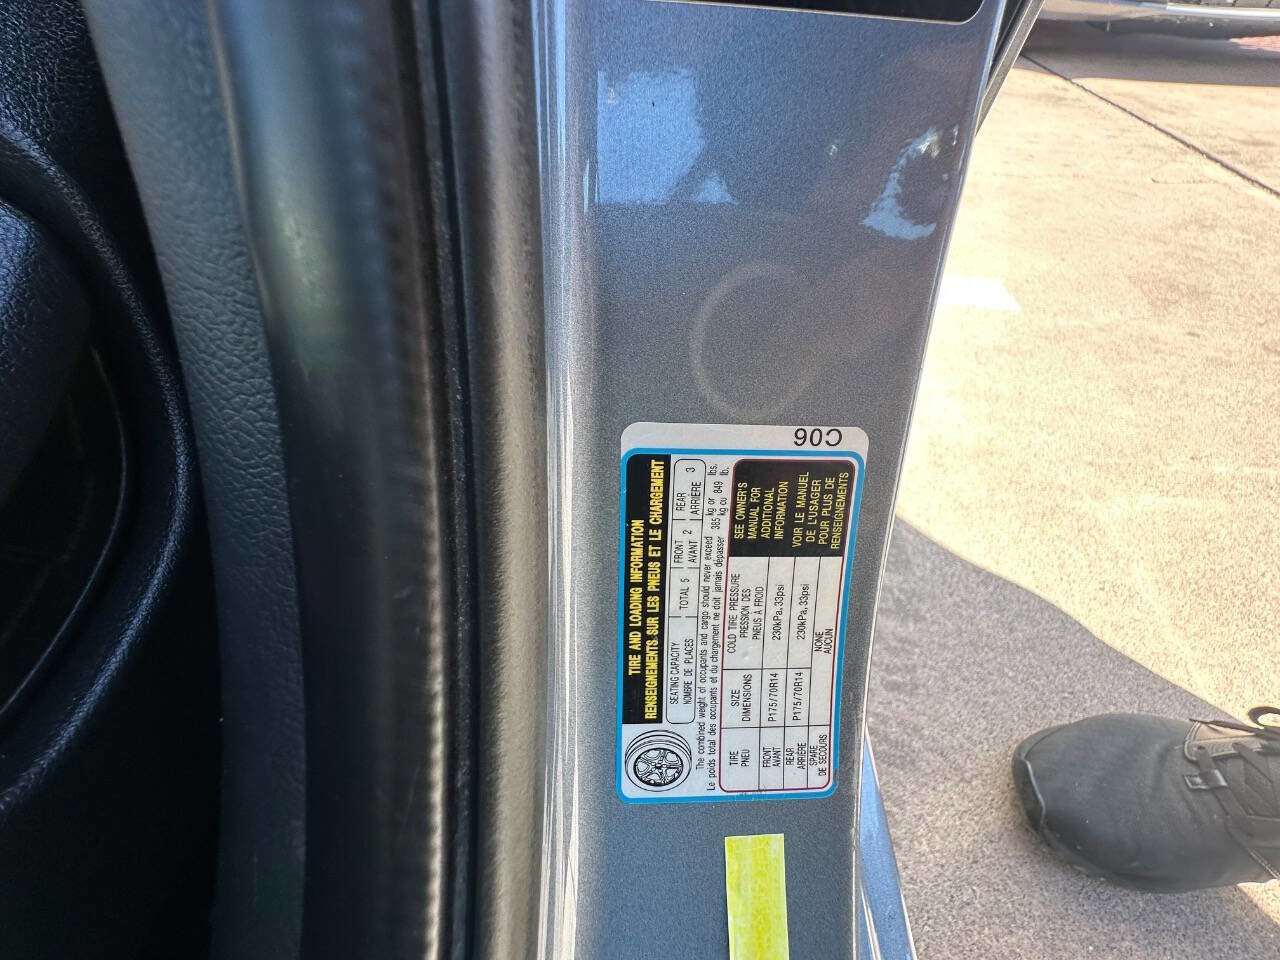 C06
TIRE AND LOADING INFORMATION
RENSEIGNEMENTS SUR LES PNEUS ET LE CHARGEMENT
SEATING CAPACITY
NOMBRE DE PLACES
TOTAL 5
FRONT
AVANT
2
REAR
ARRIÈRE
3
The combined weight of occupants and cargo should never exceed 385 kg or 849 lbs.
Le poids total des occupants et du chargement ne doit jamais dépasser 385 kg ou 849 lb.
TIRE
PNEU
SIZE
DIMENSIONS
COLD TIRE PRESSURE
PRESSION DES
PNEUS À FROID
FRONT
AVANT
P175/70R14
230kPa,33psi
REAR
ARRIÈRE
P175/70R14
230kPa,33psi
SPARE
DE SECOURS
NONE
AUCUN
SEE OWNER'S
MANUAL FOR
ADDITIONAL
INFORMATION
VOIR LE MANUEL
DE L'USAGER
POUR PLUS DE
RENSEIGNEMENTS